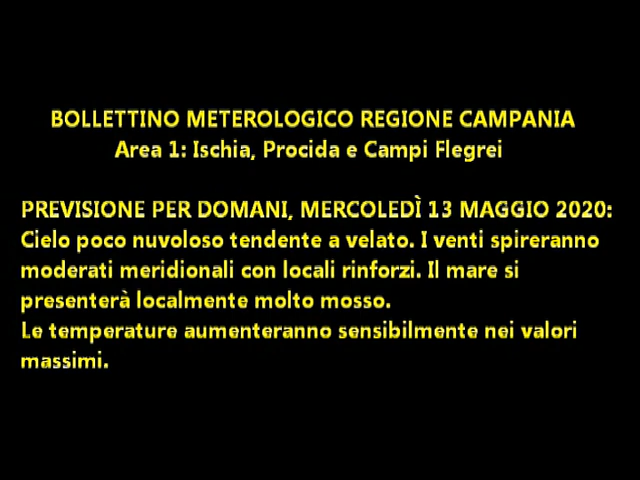 BOLLETTINO METEROLOGICO REGIONE CAMPANIA
Area 1: Ischia, Procida e Campi Flegrei
PREVISIONE PER DOMANI, MERCOLEDÌ 13 MAGGIO 2020:
Cielo poco nuvoloso tendente a velato. I venti spireranno
moderati meridionali con locali rinforzi. Il mare si
presenterà localmente molto mosso.
Le temperature aumenteranno sensibilmente nei valori
massimi.